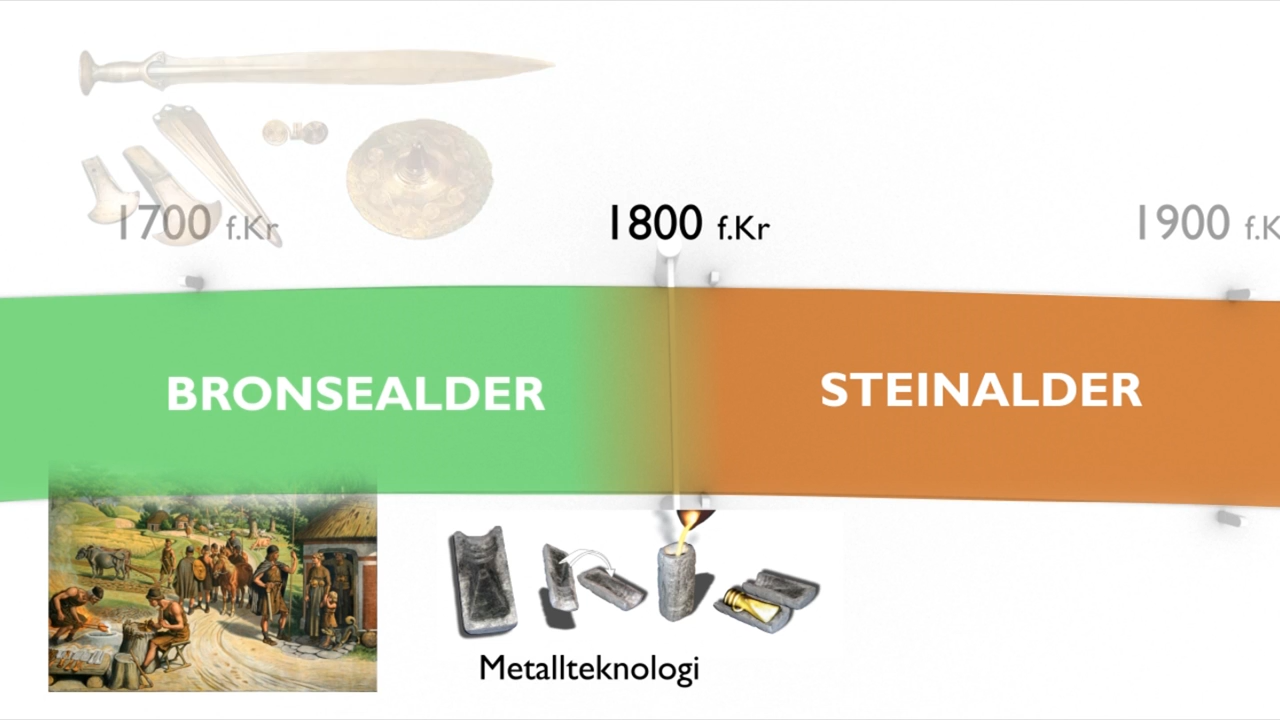 1700 f.Kr
1800 f.Kr
1900 f.K
BRONSEALDER
STEINALDER
Metallteknologi